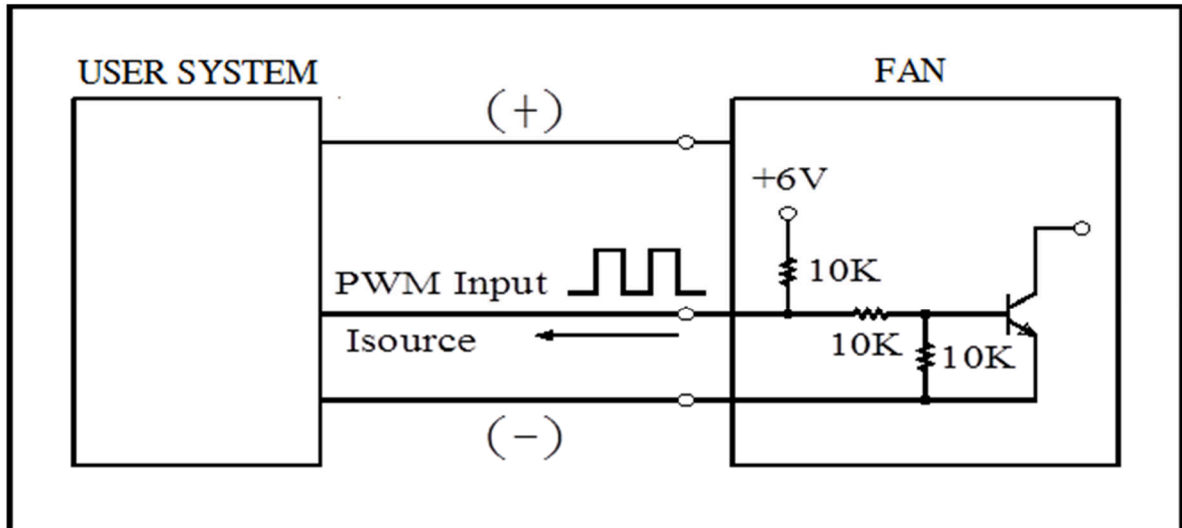 USER SYSTEM
FAN
(+)
+6V
10K
PWM Input
Isource
10K
10K
(-)